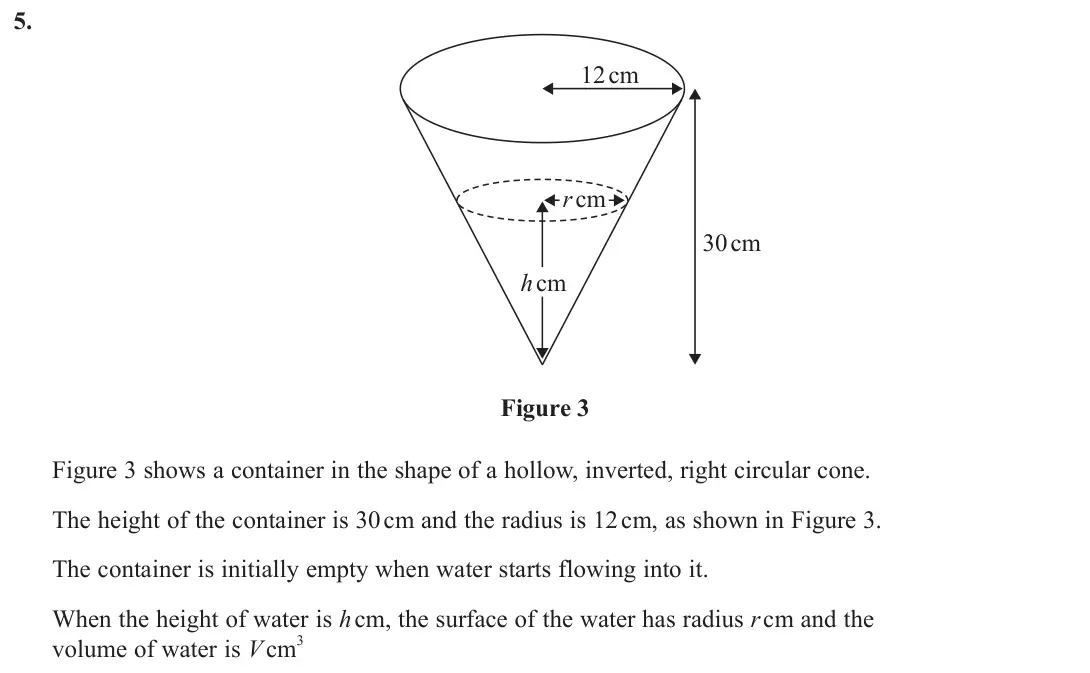 5.
12 cm
r cm
30 cm
h cm
Figure 3
Figure 3 shows a container in the shape of a hollow, inverted, right circular cone.
The height of the container is 30 cm and the radius is 12 cm, as shown in Figure 3.
The container is initially empty when water starts flowing into it.
When the height of water is h cm, the surface of the water has radius r cm and the
volume of water is V cm³